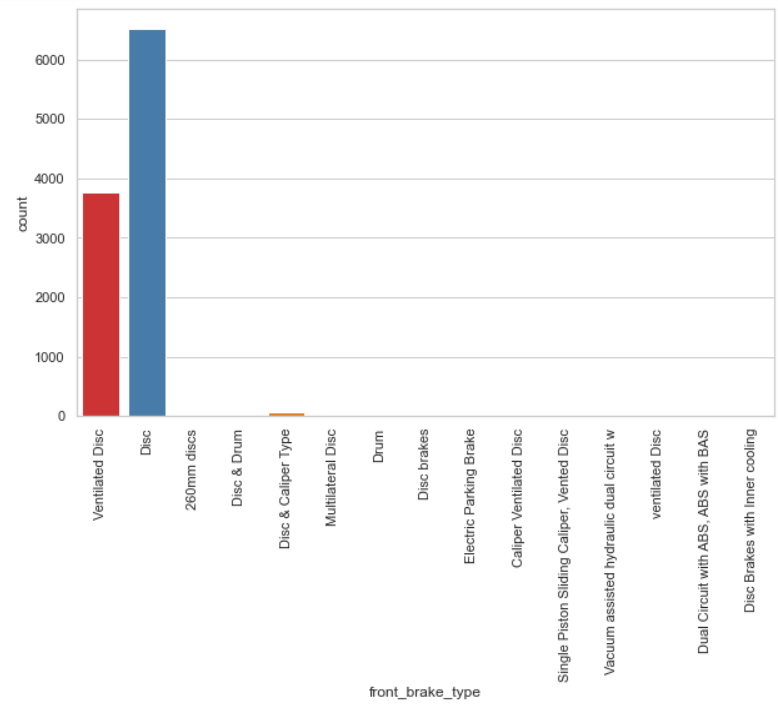 6000
5000
4000
3000
2000
1000
0
count
Ventilated Disc
Disc
260mm discs
Disc & Drum
Disc & Caliper Type
Multilateral Disc
Drum
Disc brakes
Electric Parking Brake
Caliper Ventilated Disc
Single Piston Sliding Caliper, Vented Disc
Vacuum assisted hydraulic dual circuit w
ventilated Disc
Dual Circuit with ABS, ABS with BAS
Disc Brakes with Inner cooling
front_brake_type